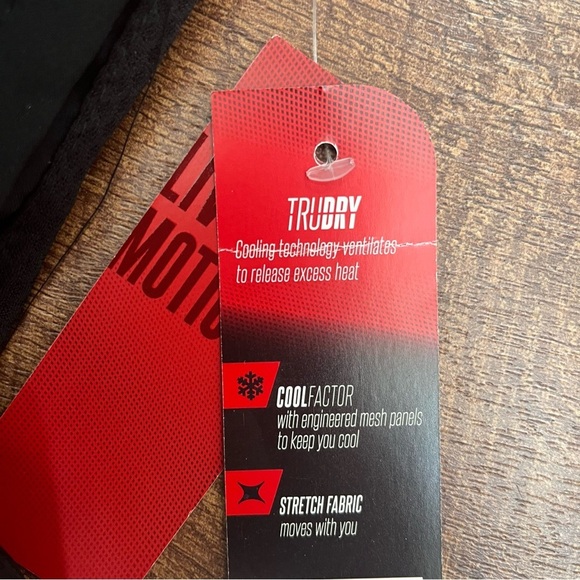 TRUDRY
Cooling technology ventilates
to release excess heat
COOLFACTOR
with engineered mesh panels
to keep you cool
STRETCH FABRIC
moves with you